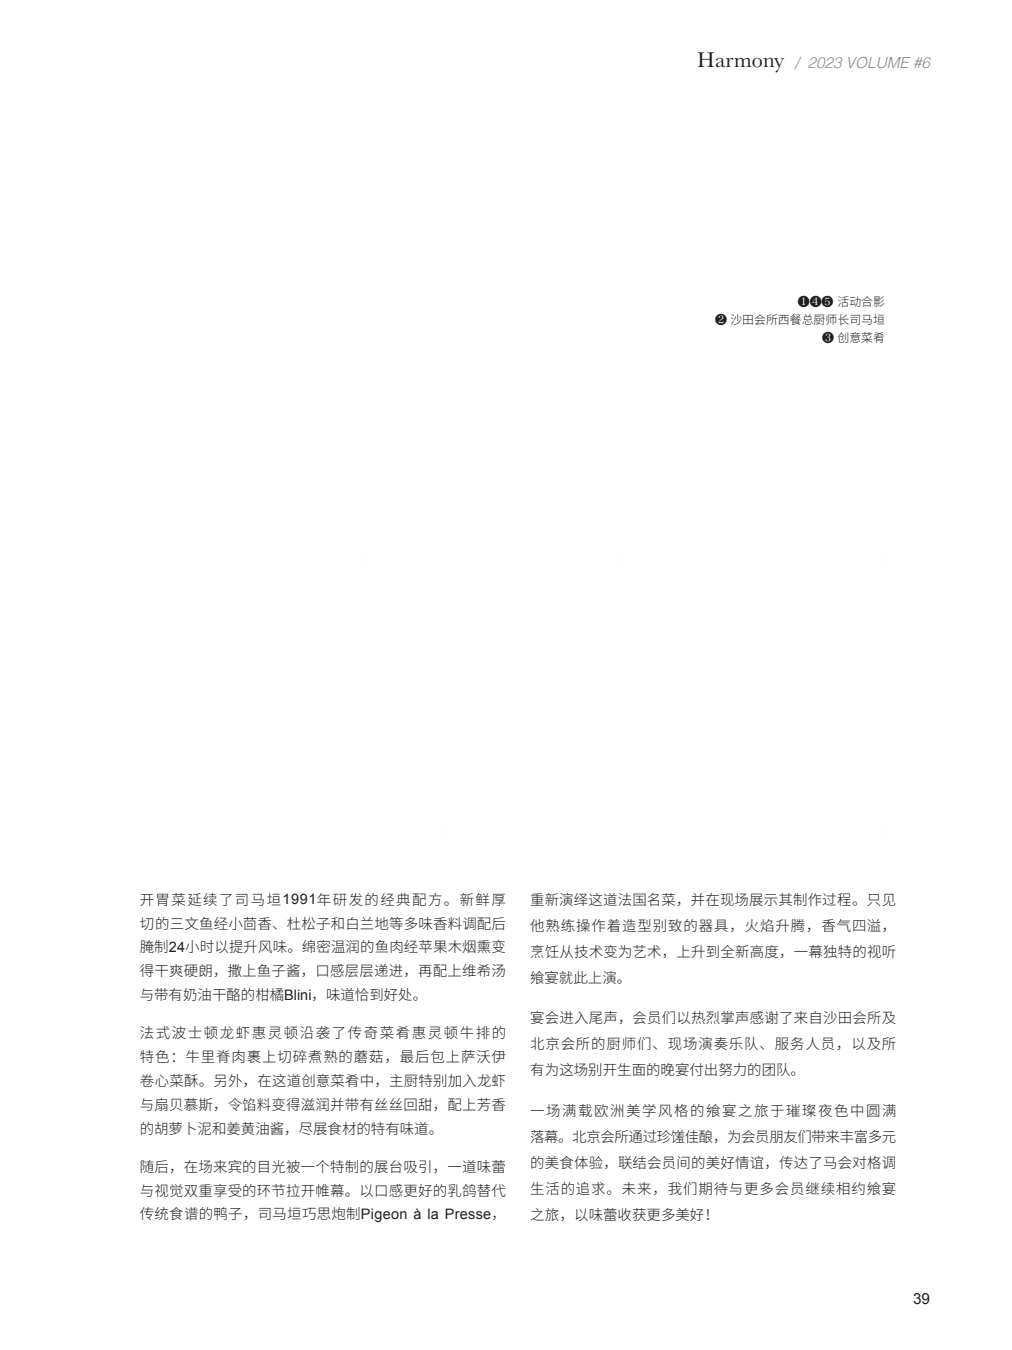 Harmony / 2023 VOLUME #6
❶❹❺ 活动合影
❷ 沙田会所西餐总厨师长司马垣
❸ 创意菜肴
开胃菜延续了司马垣1991年研发的经典配方。新鲜厚
切的三文鱼经小茴香、杜松子和白兰地等多味香料调配后
腌制24小时以提升风味。绵密温润的鱼肉经苹果木烟熏变
得干爽硬朗，撒上鱼子酱，口感层层递进，再配上维希汤
与带有奶油干酪的柑橘Blini，味道恰到好处。
法式波士顿龙虾惠灵顿沿袭了传奇菜肴惠灵顿牛排的
特色：牛里脊肉裹上切碎煮熟的蘑菇，最后包上萨沃伊
卷心菜酥。另外，在这道创意菜肴中，主厨特别加入龙虾
与扇贝慕斯，令馅料变得滋润并带有丝丝回甜，配上芳香
的胡萝卜泥和姜黄油酱，尽展食材的特有味道。
随后，在场来宾的目光被一个特制的展台吸引，一道味蕾
与视觉双重享受的环节拉开帷幕。以口感更好的乳鸽替代
传统食谱的鸭子，司马垣巧思炮制Pigeon à la Presse，
重新演绎这道法国名菜，并在现场展示其制作过程。只见
他熟练操作着造型别致的器具，火焰升腾，香气四溢，
烹饪从技术变为艺术，上升到全新高度，一幕独特的视听
飨宴就此上演。
宴会进入尾声，会员们以热烈掌声感谢了来自沙田会所及
北京会所的厨师们、现场演奏乐队、服务人员，以及所
有为这场别开生面的晚宴付出努力的团队。
一场满载欧洲美学风格的飨宴之旅于璀璨夜色中圆满
落幕。北京会所通过珍馐佳酿，为会员朋友们带来丰富多元
的美食体验，联结会员间的美好情谊，传达了马会对格调
生活的追求。未来，我们期待与更多会员继续相约飨宴
之旅，以味蕾收获更多美好！
39